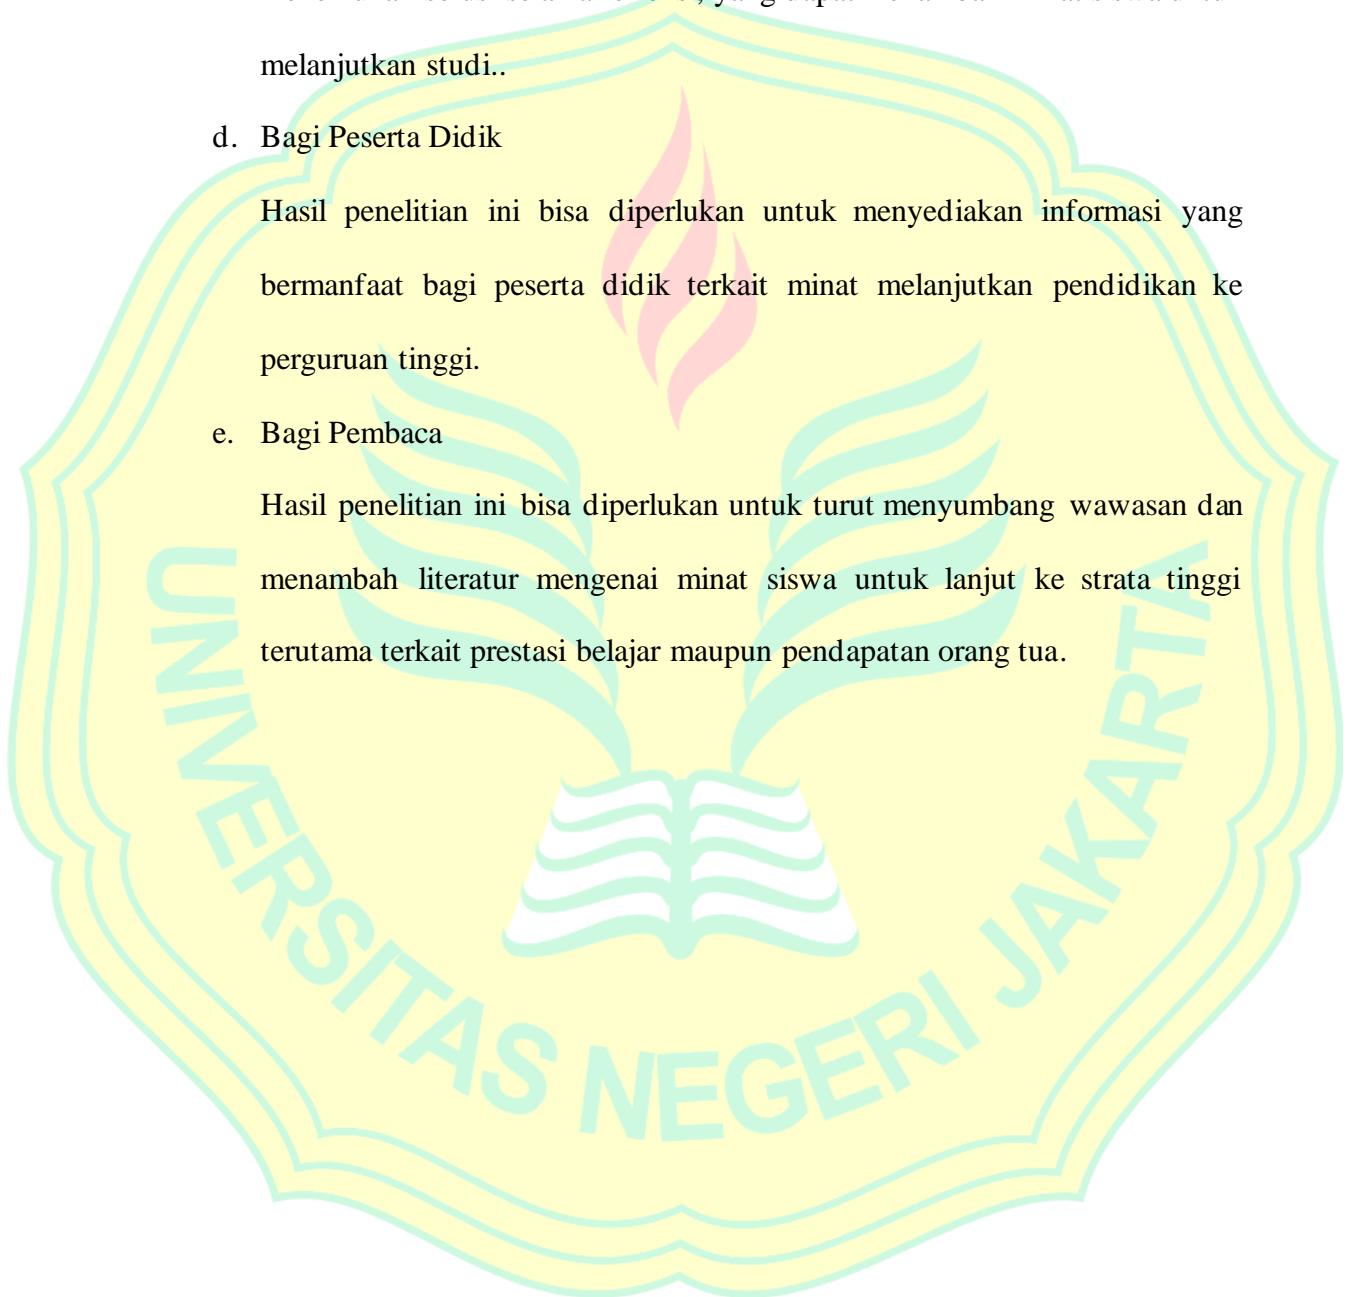 yang dapat
melanjutkan studi..
d. Bagi Peserta Didik
Hasil penelitian ini bisa diperlukan untuk menyediakan informasi yang
bermanfaat bagi peserta didik terkait minat melanjutkan pendidikan ke
perguruan tinggi.
e. Bagi Pembaca
Hasil penelitian ini bisa diperlukan untuk turut menyumbang wawasan dan
menambah literatur mengenai minat siswa untuk lanjut ke strata tinggi
terutama terkait prestasi belajar maupun pendapatan orang tua.
UNIVERSITAS NEGERI JAKARTA